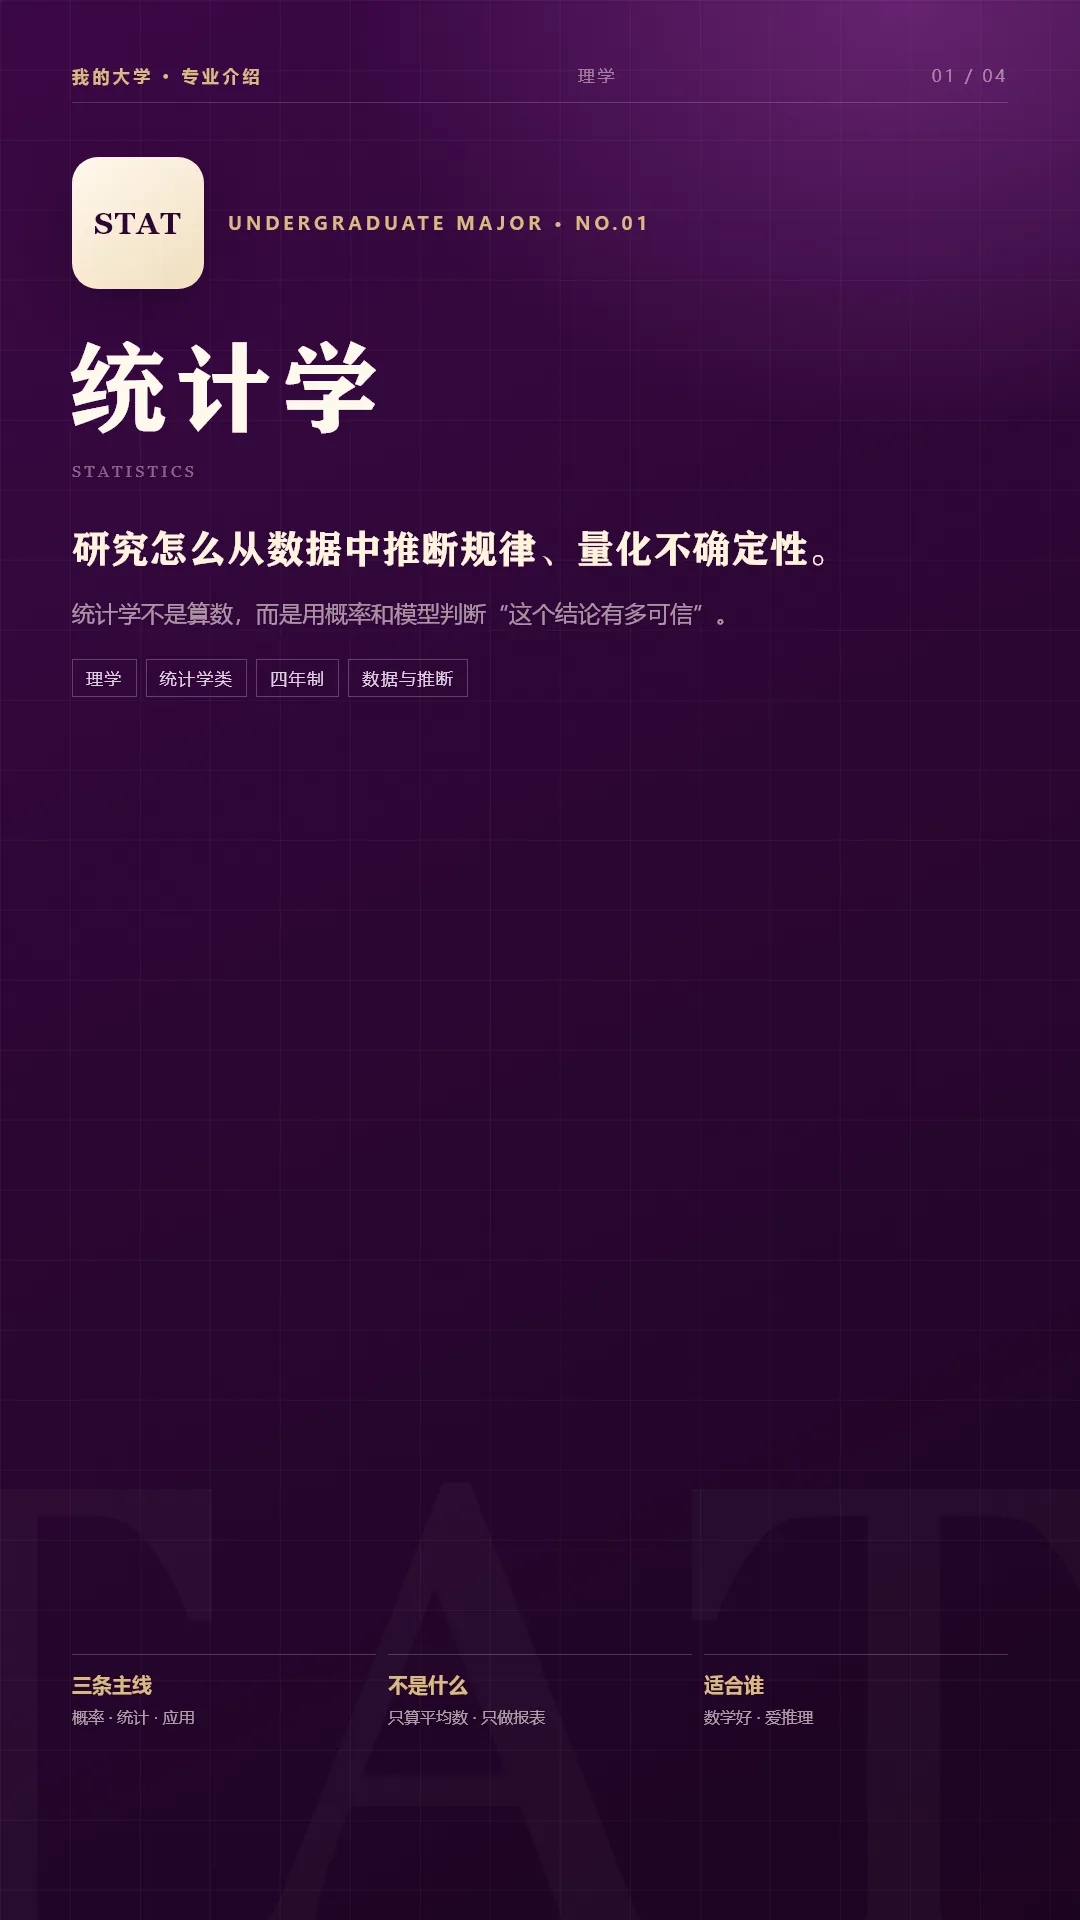 我的大学 · 专业介绍
理学
01 / 04
STAT
UNDERGRADUATE MAJOR • NO.01
统计学
STATISTICS
研究怎么从数据中推断规律、量化不确定性。
统计学不是算数，而是用概率和模型判断“这个结论有多可信”。
理学
统计学类
四年制
数据与推断
三条主线
概率 · 统计 · 应用
不是什么
只算平均数 · 只做报表
适合谁
数学好 · 爱推理
TAT